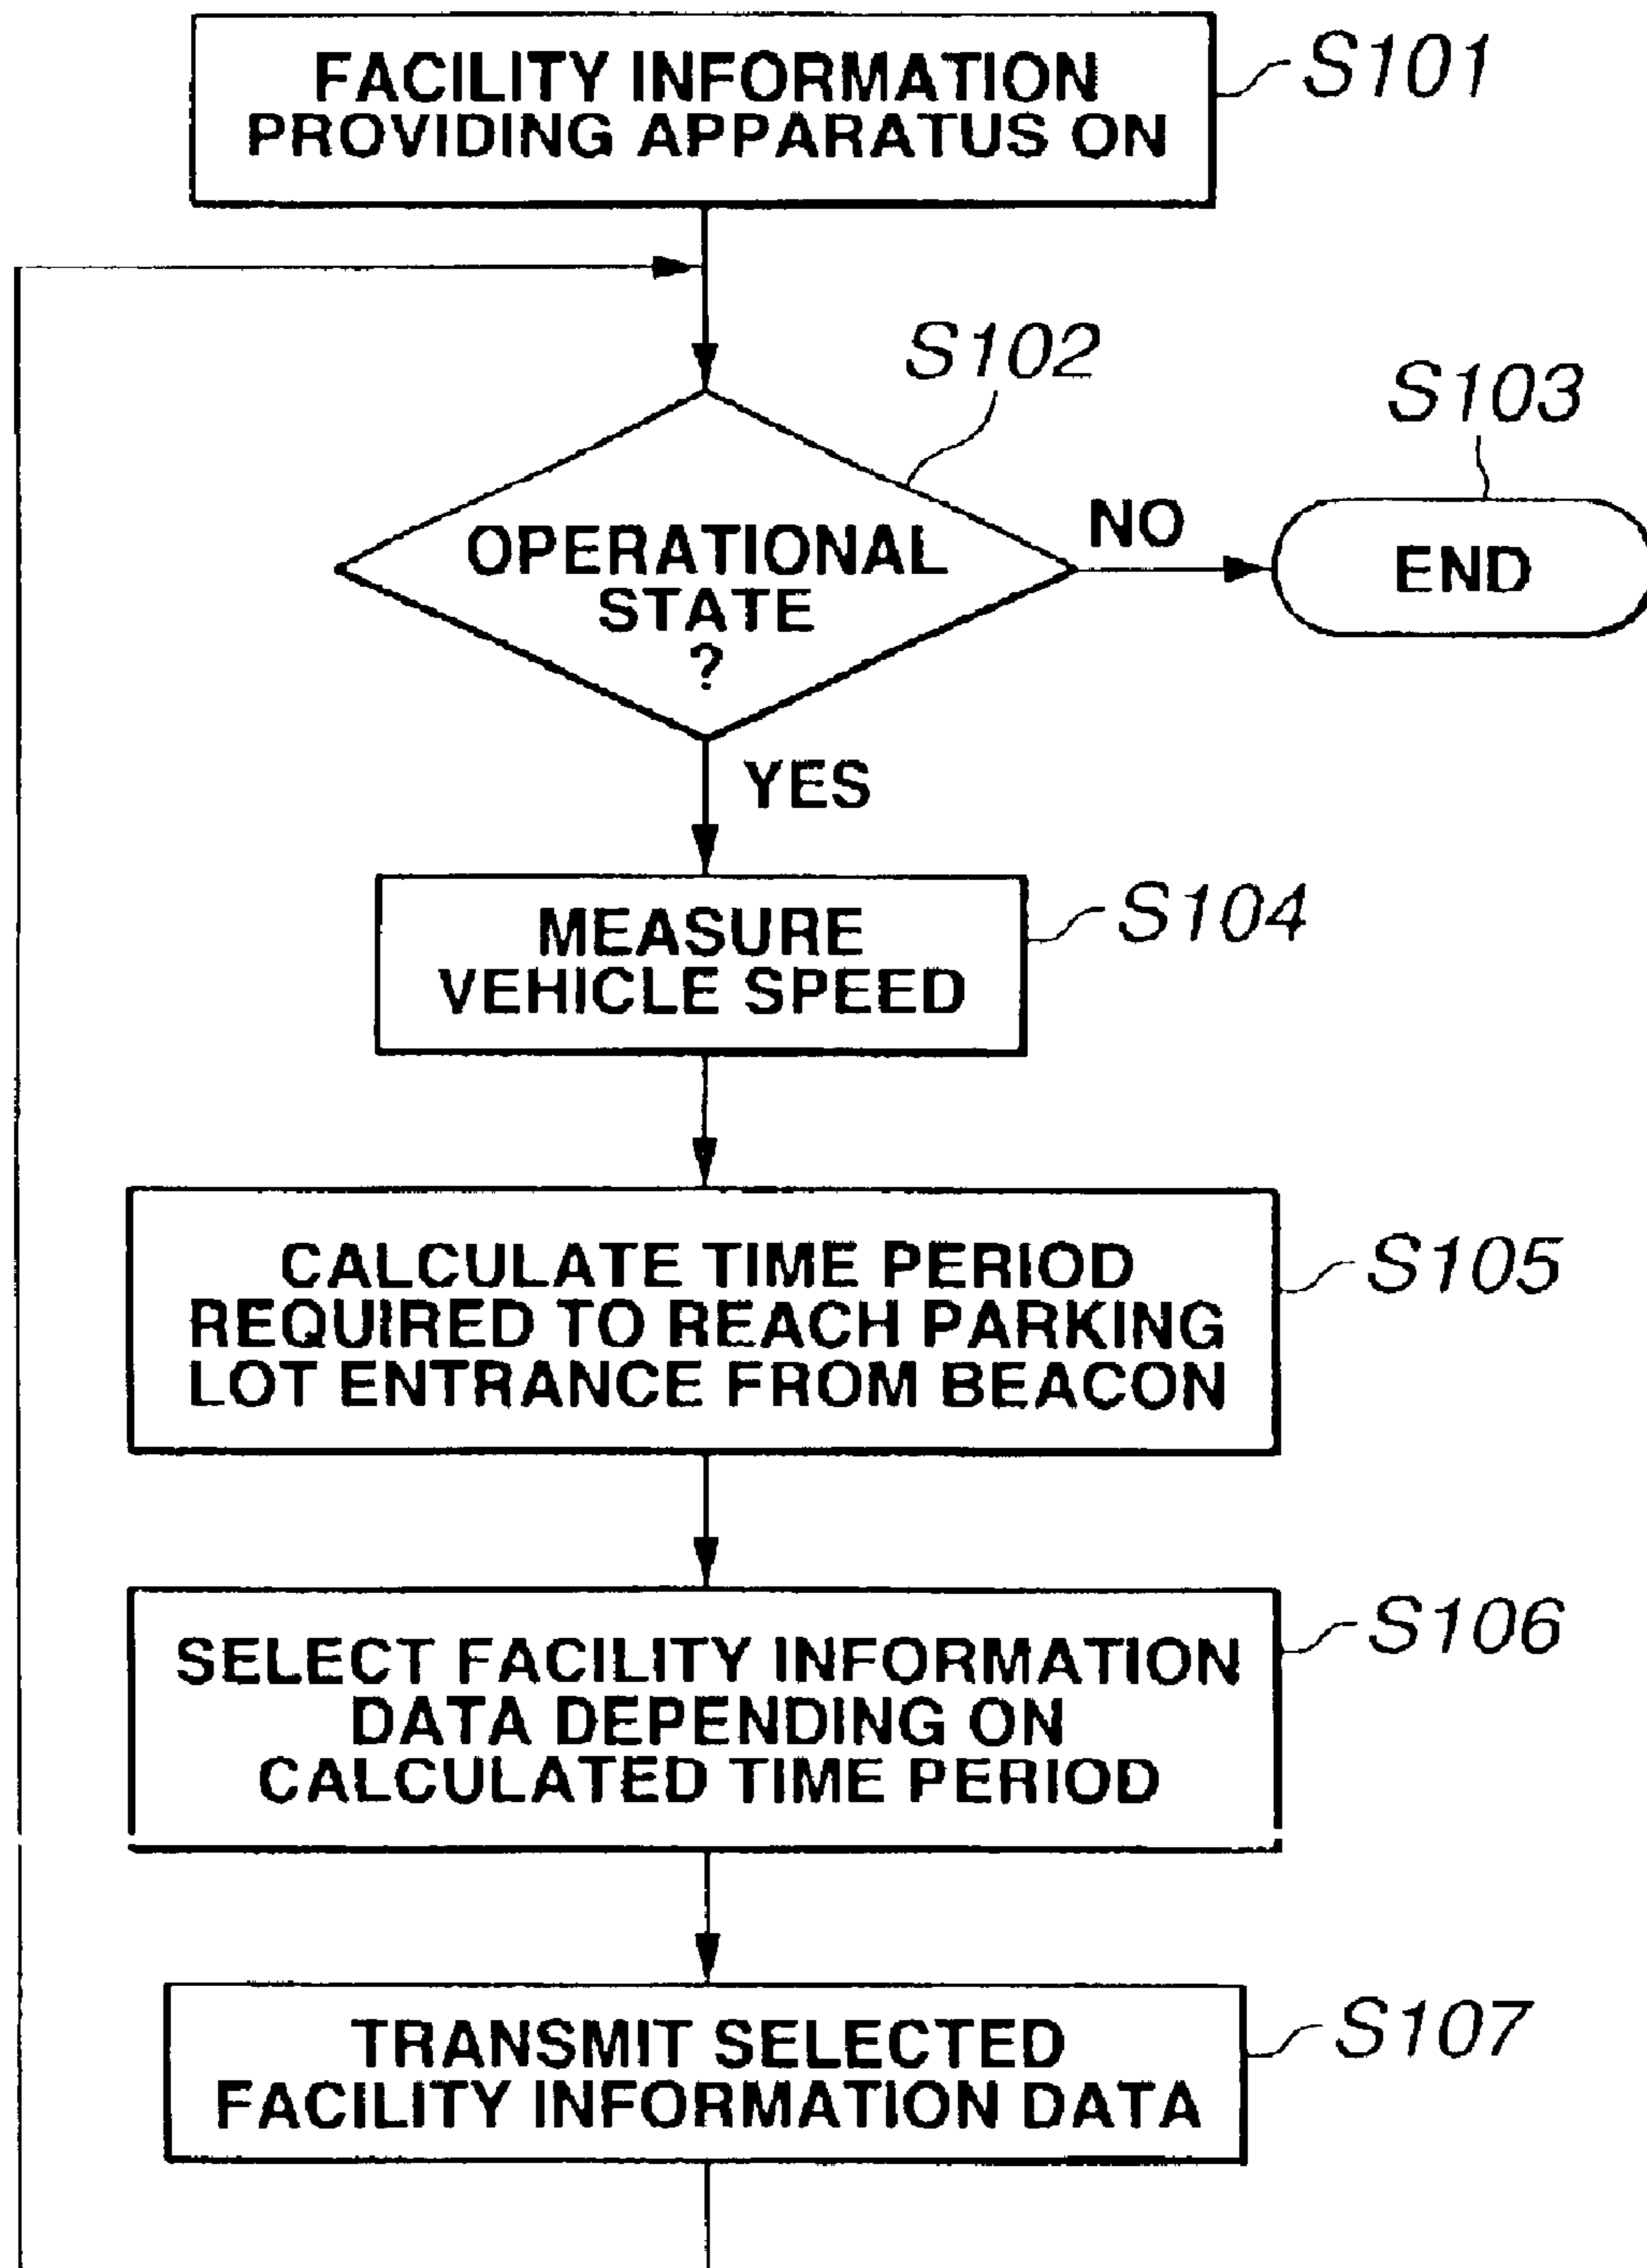 FACILITY INFORMATION
PROVIDING APPARATUS ON
S101
S102
S103
OPERATIONAL
STATE
?
NO
END
YES
MEASURE
VEHICLE SPEED
S104
CALCULATE TIME PERIOD
REQUIRED TO REACH PARKING
LOT ENTRANCE FROM BEACON
S105
SELECT FACILITY INFORMATION
DATA DEPENDING ON
CALCULATED TIME PERIOD
S106
TRANSMIT SELECTED
FACILITY INFORMATION DATA
S107